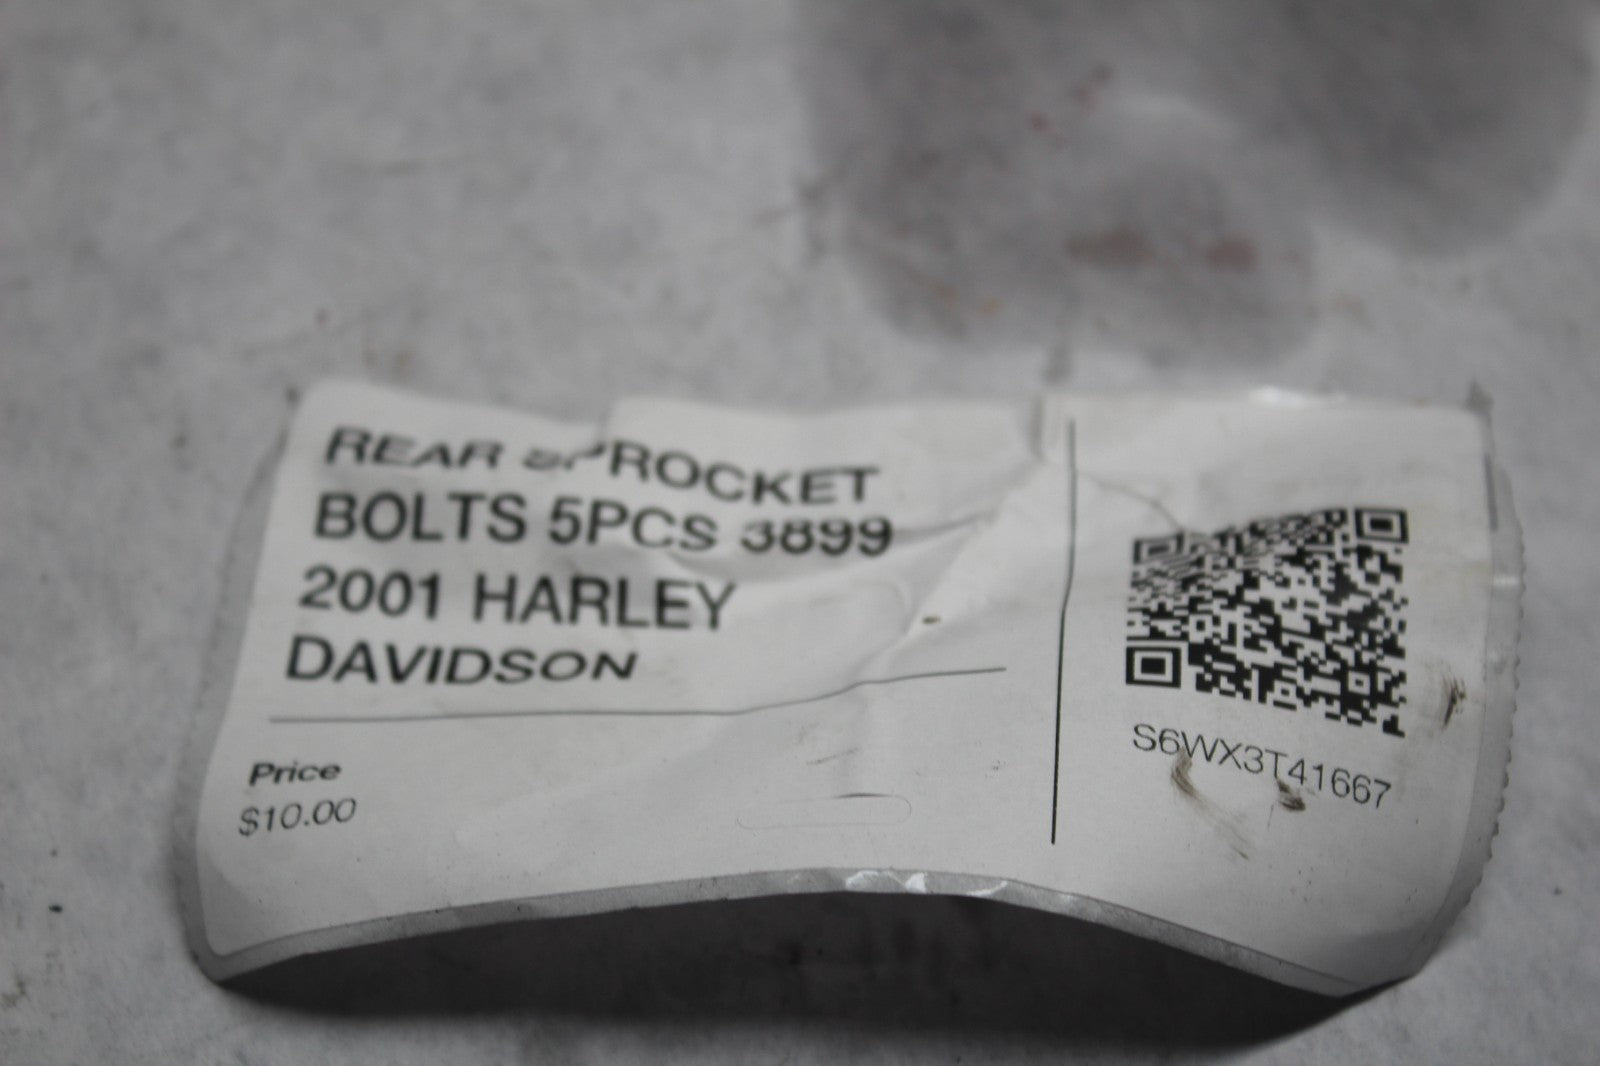 REAR SPROCKET
BOLTS 5PCS 3899
2001 HARLEY
DAVIDSON
Price
$10.00
S6WX3T41667